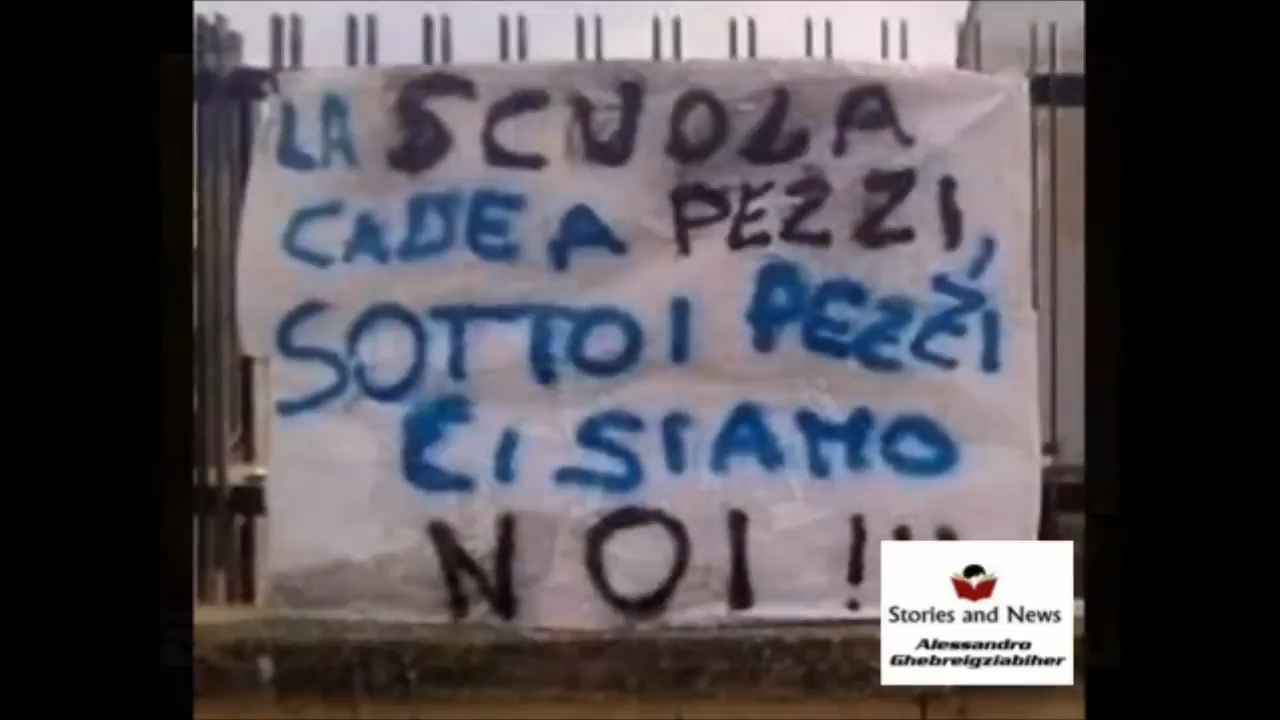 LA SCUOLA
CADE A PEZZI,
SOTTO I PEZZI
CI SIAMO
NOI !!!
Stories and News
Alessandro
Ghebreigziabiher